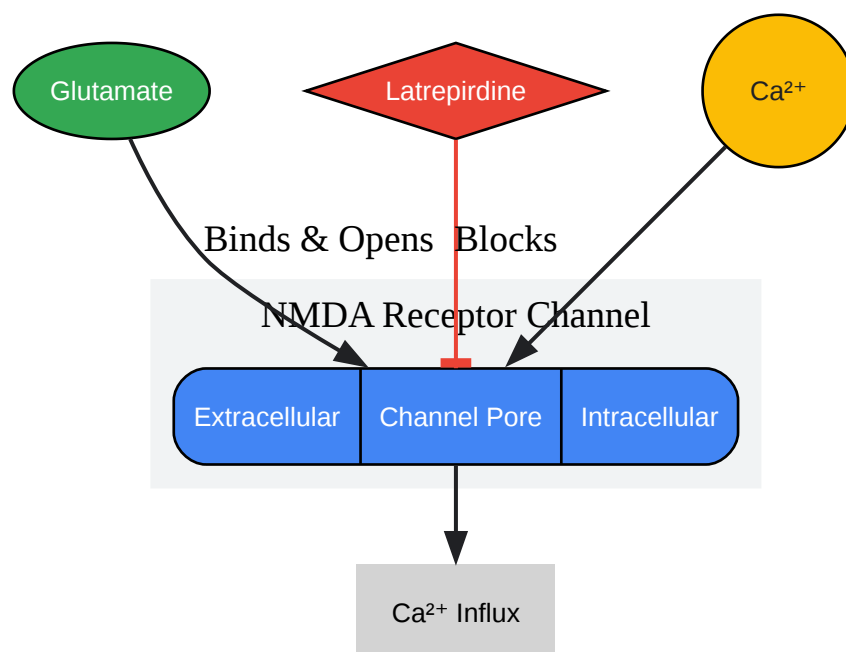 Glutamate
Latrepirdine
Ca²⁺
Binds & Opens
Blocks
NMDA Receptor Channel
Extracellular
Channel Pore
Intracellular
Ca²⁺ Influx